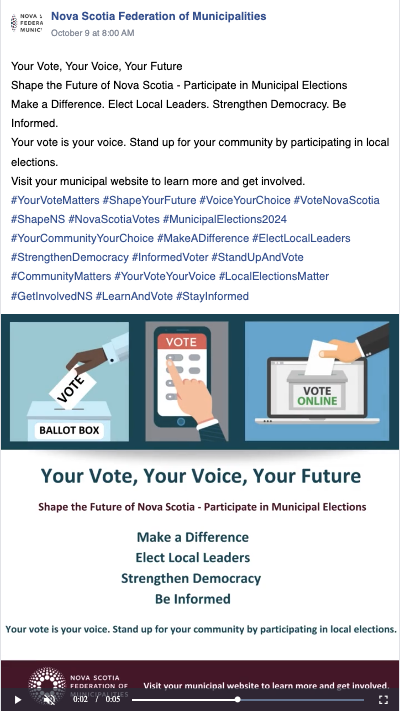 NOVA S
FEDERA
MUNIC
Nova Scotia Federation of Municipalities
October 9 at 8:00 AM
Your Vote, Your Voice, Your Future
Shape the Future of Nova Scotia - Participate in Municipal Elections
Make a Difference. Elect Local Leaders. Strengthen Democracy. Be
Informed.
Your vote is your voice. Stand up for your community by participating in local
elections.
Visit your municipal website to learn more and get involved.
#YourVoteMatters #ShapeYourFuture #VoiceYourChoice #VoteNovaScotia
#ShapeNS #NovaScotiaVotes #MunicipalElections2024
#YourCommunityYourChoice #MakeADifference #ElectLocalLeaders
#StrengthenDemocracy #InformedVoter #StandUpAndVote
#CommunityMatters #YourVoteYourVoice #LocalElectionsMatter
#GetInvolvedNS #LearnAndVote #StayInformed
VOTE
BALLOT BOX
VOTE
VOTE
ONLINE
Your Vote, Your Voice, Your Future
Shape the Future of Nova Scotia - Participate in Municipal Elections
Make a Difference
Elect Local Leaders
Strengthen Democracy
Be Informed
Your vote is your voice. Stand up for your community by participating in local elections.
NOVA SCOTIA
FEDERATION OF
MUNICIPALITIES
Visit your municipal website to learn more and get involved.
0:02 / 0:05